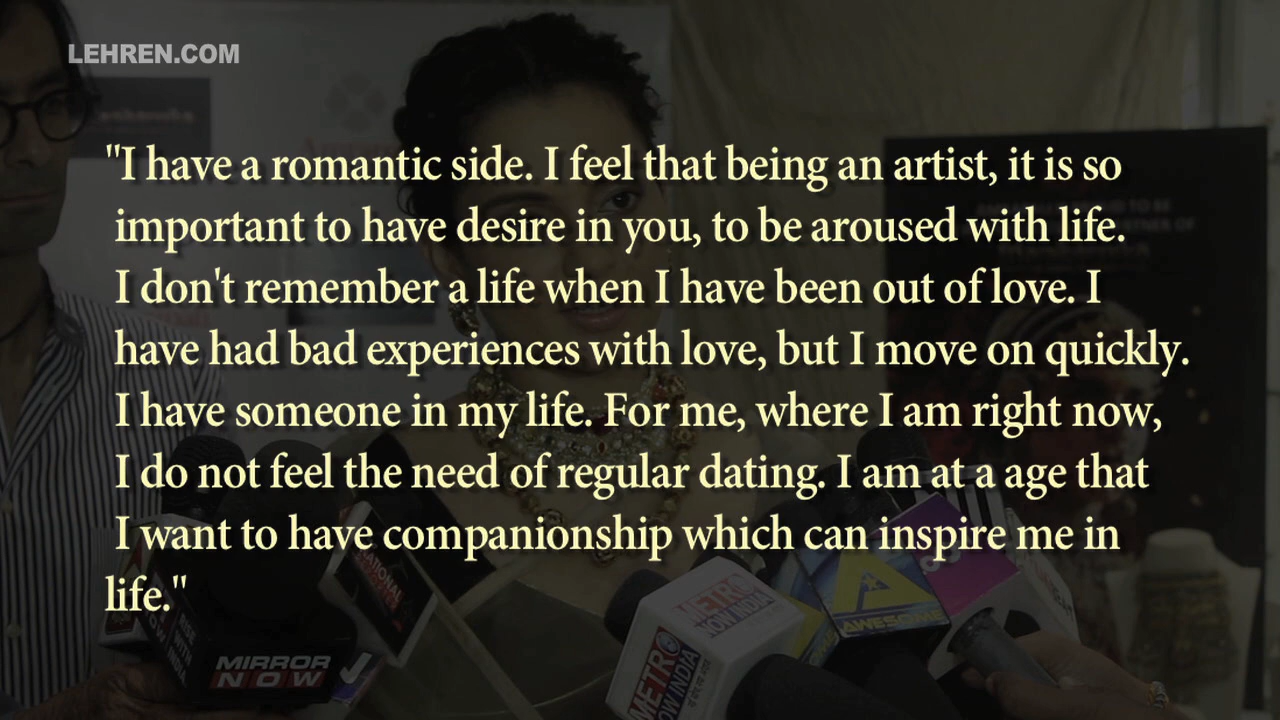 LEHREN.COM
"I have a romantic side. I feel that being an artist, it is so
important to have desire in you, to be aroused with life.
I don't remember a life when I have been out of love. I
have had bad experiences with love, but I move on quickly.
I have someone in my life. For me, where I am right now,
I do not feel the need of regular dating. I am at a age that
I want to have companionship which can inspire me in
life."
NATIONAL
METRO
NOW INDIA
AWESOME
MIRROR
NOW
METRO
NOW INDIA